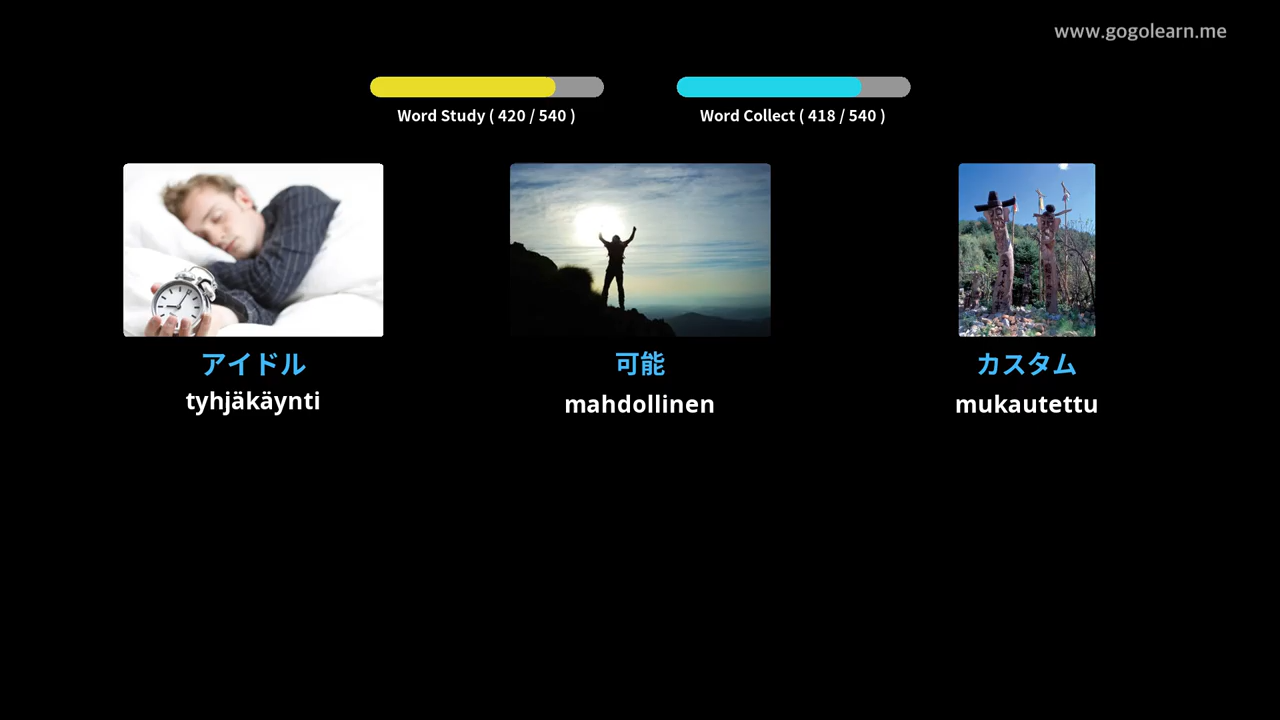 www.gogolearn.me
Word Study ( 420 / 540 )
Word Collect ( 418 / 540 )
アイドル
可能
カスタム
tyhjäkäynti
mahdollinen
mukautettu